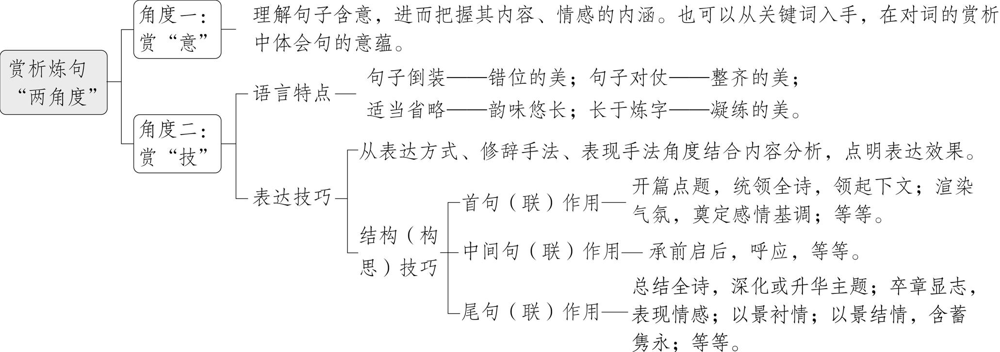 赏析炼句
“两角度”
角度一：
赏“意”
理解句子含意，进而把握其内容、情感的内涵。也可以从关键词入手，在对词的赏析
中体会句的意蕴。
角度二：
赏“技”
语言特点
句子倒装——错位的美；句子对仗——整齐的美；
适当省略——韵味悠长；长于炼字——凝练的美。
表达技巧
从表达方式、修辞手法、表现手法角度结合内容分析，点明表达效果。
结构（构
思）技巧
首句（联）作用
开篇点题，统领全诗，领起下文；渲染
气氛，奠定感情基调；等等。
中间句（联）作用
承前启后，呼应，等等。
尾句（联）作用
总结全诗，深化或升华主题；卒章显志，
表现情感；以景衬情；以景结情，含蓄
隽永；等等。